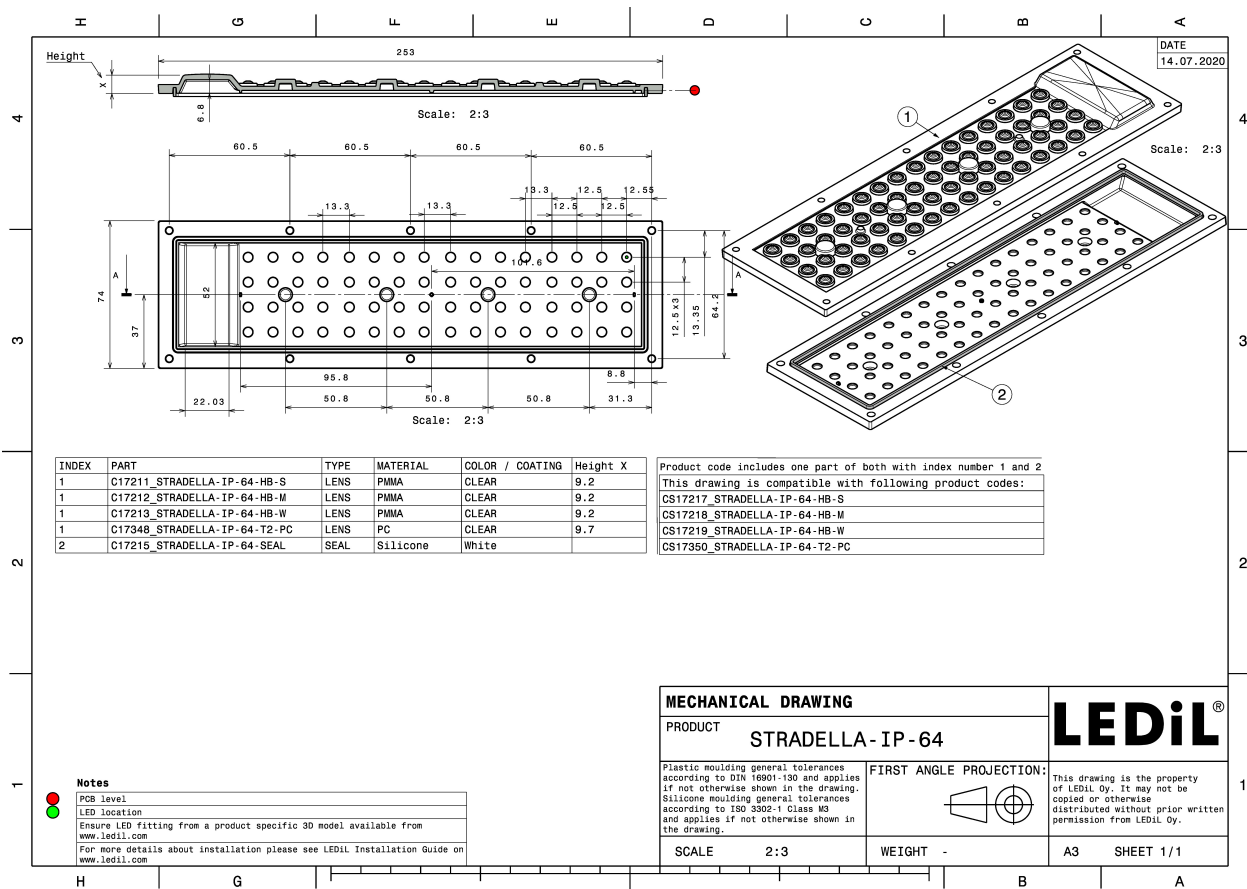 H G F E D C B A
DATE
14.07.2020
Height
253
X
6.8
Scale: 2:3
4
4
1
Scale: 2:3
60.5 60.5 60.5 60.5
13.3 12.5 12.55
13.3 13.3 12.5 12.5
101.6
A
A
74
37
52
12.5x3
13.35
64.2
3
3
95.8
8.8
22.03
50.8 50.8 50.8 31.3
Scale: 2:3
2
INDEX PART TYPE MATERIAL COLOR / COATING Height X
1 C17211_STRADELLA-IP-64-HB-S LENS PMMA CLEAR 9.2
1 C17212_STRADELLA-IP-64-HB-M LENS PMMA CLEAR 9.2
1 C17213_STRADELLA-IP-64-HB-W LENS PMMA CLEAR 9.2
1 C17348_STRADELLA-IP-64-T2-PC LENS PC CLEAR 9.7
2 C17215_STRADELLA-IP-64-SEAL SEAL Silicone White
Product code includes one part of both with index number 1 and 2
This drawing is compatible with following product codes:
CS17217_STRADELLA-IP-64-HB-S
CS17218_STRADELLA-IP-64-HB-M
CS17219_STRADELLA-IP-64-HB-W
CS17350_STRADELLA-IP-64-T2-PC
2
2
MECHANICAL DRAWING
PRODUCT
STRADELLA-IP-64
LEDiL®
Plastic moulding general tolerances
according to DIN 16901-130 and applies
if not otherwise shown in the drawing.
Silicone moulding general tolerances
according to ISO 3302-1 Class M3
and applies if not otherwise shown in
the drawing.
FIRST ANGLE PROJECTION:
This drawing is the property
of LEDiL Oy. It may not be
copied or otherwise
distributed without prior written
permission from LEDiL Oy.
SCALE 2:3
WEIGHT -
A3 SHEET 1/1
1
1
Notes
PCB level
LED location
Ensure LED fitting from a product specific 3D model available from
www.ledil.com
For more details about installation please see LEDiL Installation Guide on
www.ledil.com
H G B A